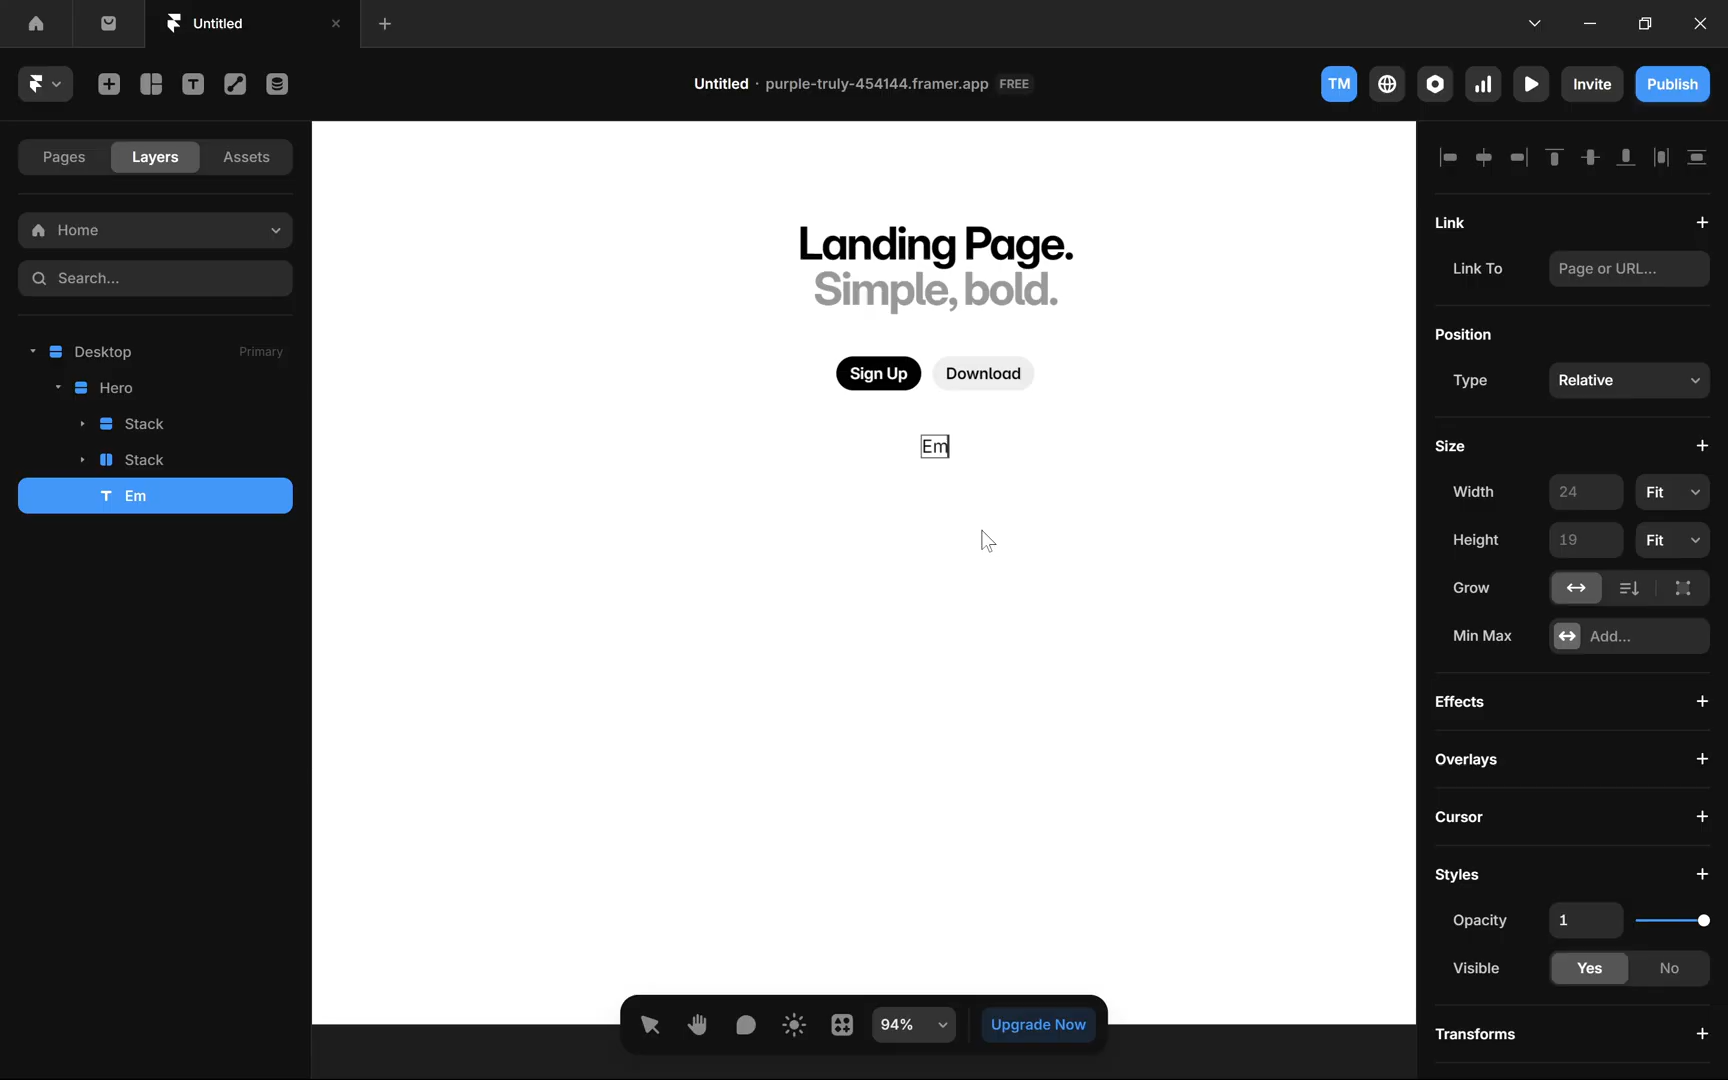 Untitled
Untitled · purple-truly-454144.framer.app FREE
TM
Invite
Publish
Pages
Layers
Assets
Home
Search...
Desktop
Primary
Hero
Stack
Stack
Em
Landing Page.
Simple, bold.
Sign Up
Download
Em
94%
Upgrade Now
Link
Link To
Page or URL...
Position
Type
Relative
Size
Width
24
Fit
Height
19
Fit
Grow
Min Max
Add...
Effects
Overlays
Cursor
Styles
Opacity
1
Visible
Yes
No
Transforms